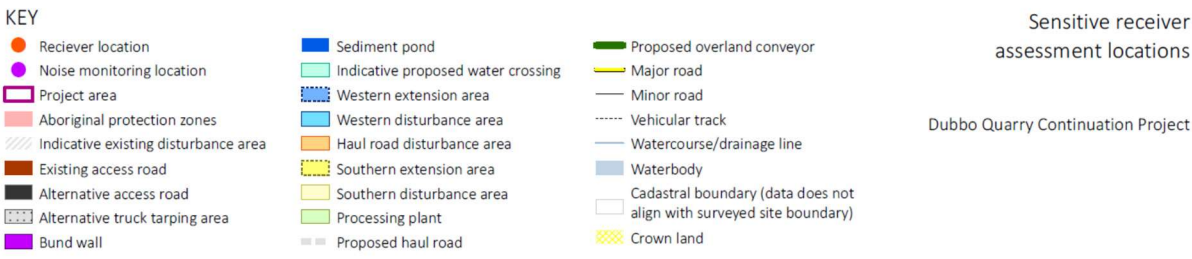 KEY
Reciever location
Noise monitoring location
Project area
Aboriginal protection zones
Indicative existing disturbance area
Existing access road
Alternative access road
Alternative truck tarping area
Bund wall
Sediment pond
Indicative proposed water crossing
Western extension area
Western disturbance area
Haul road disturbance area
Southern extension area
Southern disturbance area
Processing plant
Proposed haul road
Proposed overland conveyor
Major road
Minor road
Vehicular track
Watercourse/drainage line
Waterbody
Cadastral boundary (data does not
align with surveyed site boundary)
Crown land
Sensitive receiver
assessment locations
Dubbo Quarry Continuation Project